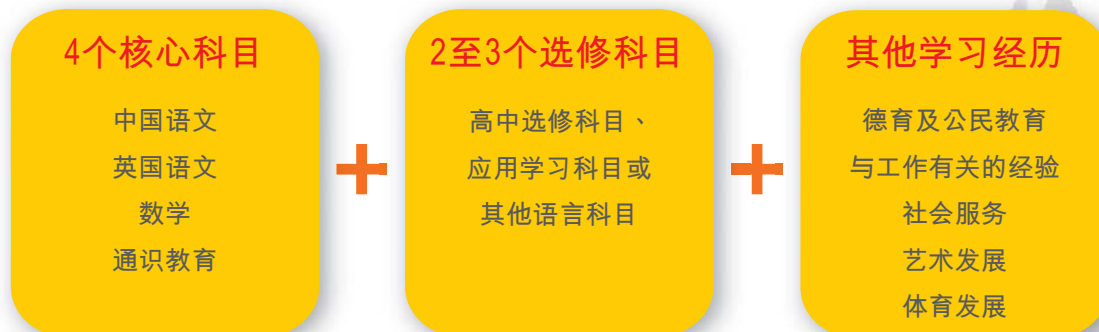 4个核心科目
中国语文
英国语文
数学
通识教育
+
2至3个选修科目
高中选修科目、
应用学习科目或
其他语言科目
+
其他学习经历
德育及公民教育
与工作有关的经验
社会服务
艺术发展
体育发展